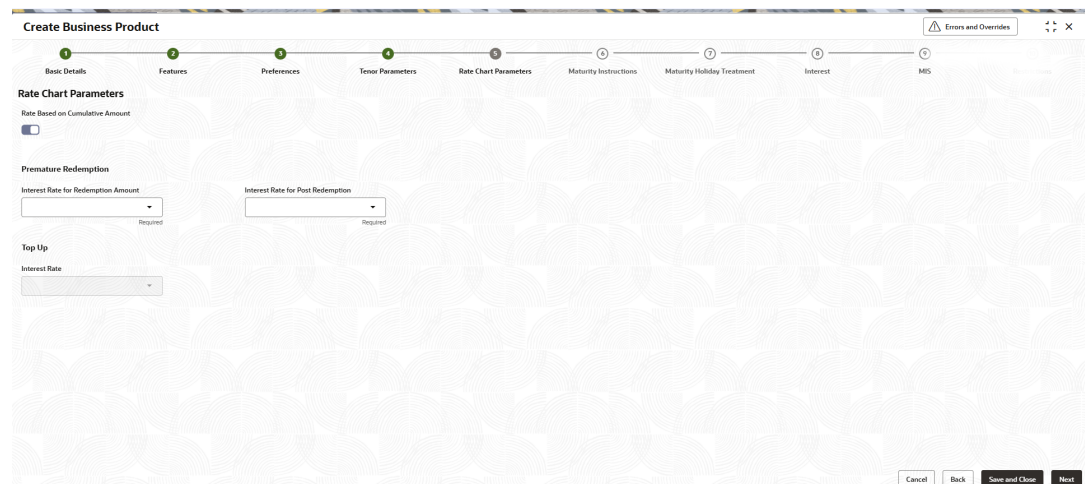 Create Business Product
Errors and Overrides
1 2 3 4 5 6 7 8 9
Basic Details Features Preferences Tenor Parameters Rate Chart Parameters Maturity Instructions Maturity Holiday Treatment Interest MIS
Rate Chart Parameters
Rate Based on Cumulative Amount
Premature Redemption
Interest Rate for Redemption Amount Interest Rate for Post Redemption
Required Required
Top Up
Interest Rate
Cancel Back Save and Close Next